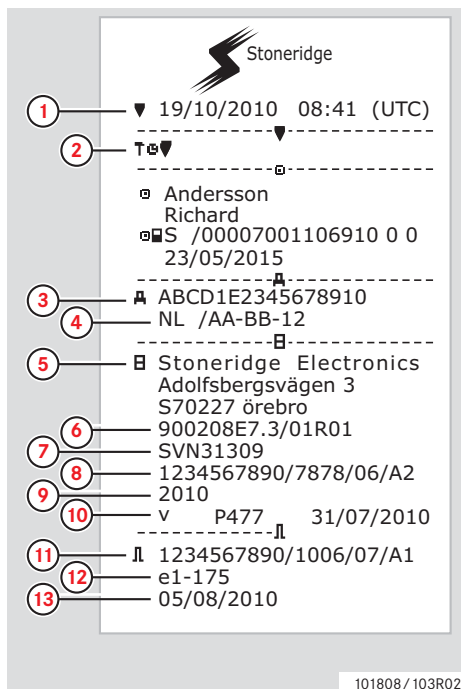 Stoneridge
1 19/10/2010 08:41 (UTC)
2 T
Andersson
Richard
S /00007001106910 0 0
23/05/2015
3 ABCD1E2345678910
4 NL /AA-BB-12
5 Stoneridge Electronics
Adolfsbergsvägen 3
S70227 örebro
6 900208E7.3/01R01
7 SVN31309
8 1234567890/7878/06/A2
9 2010
10 v P477 31/07/2010
11 1234567890/1006/07/A1
12 e1-175
13 05/08/2010
101808/103R02